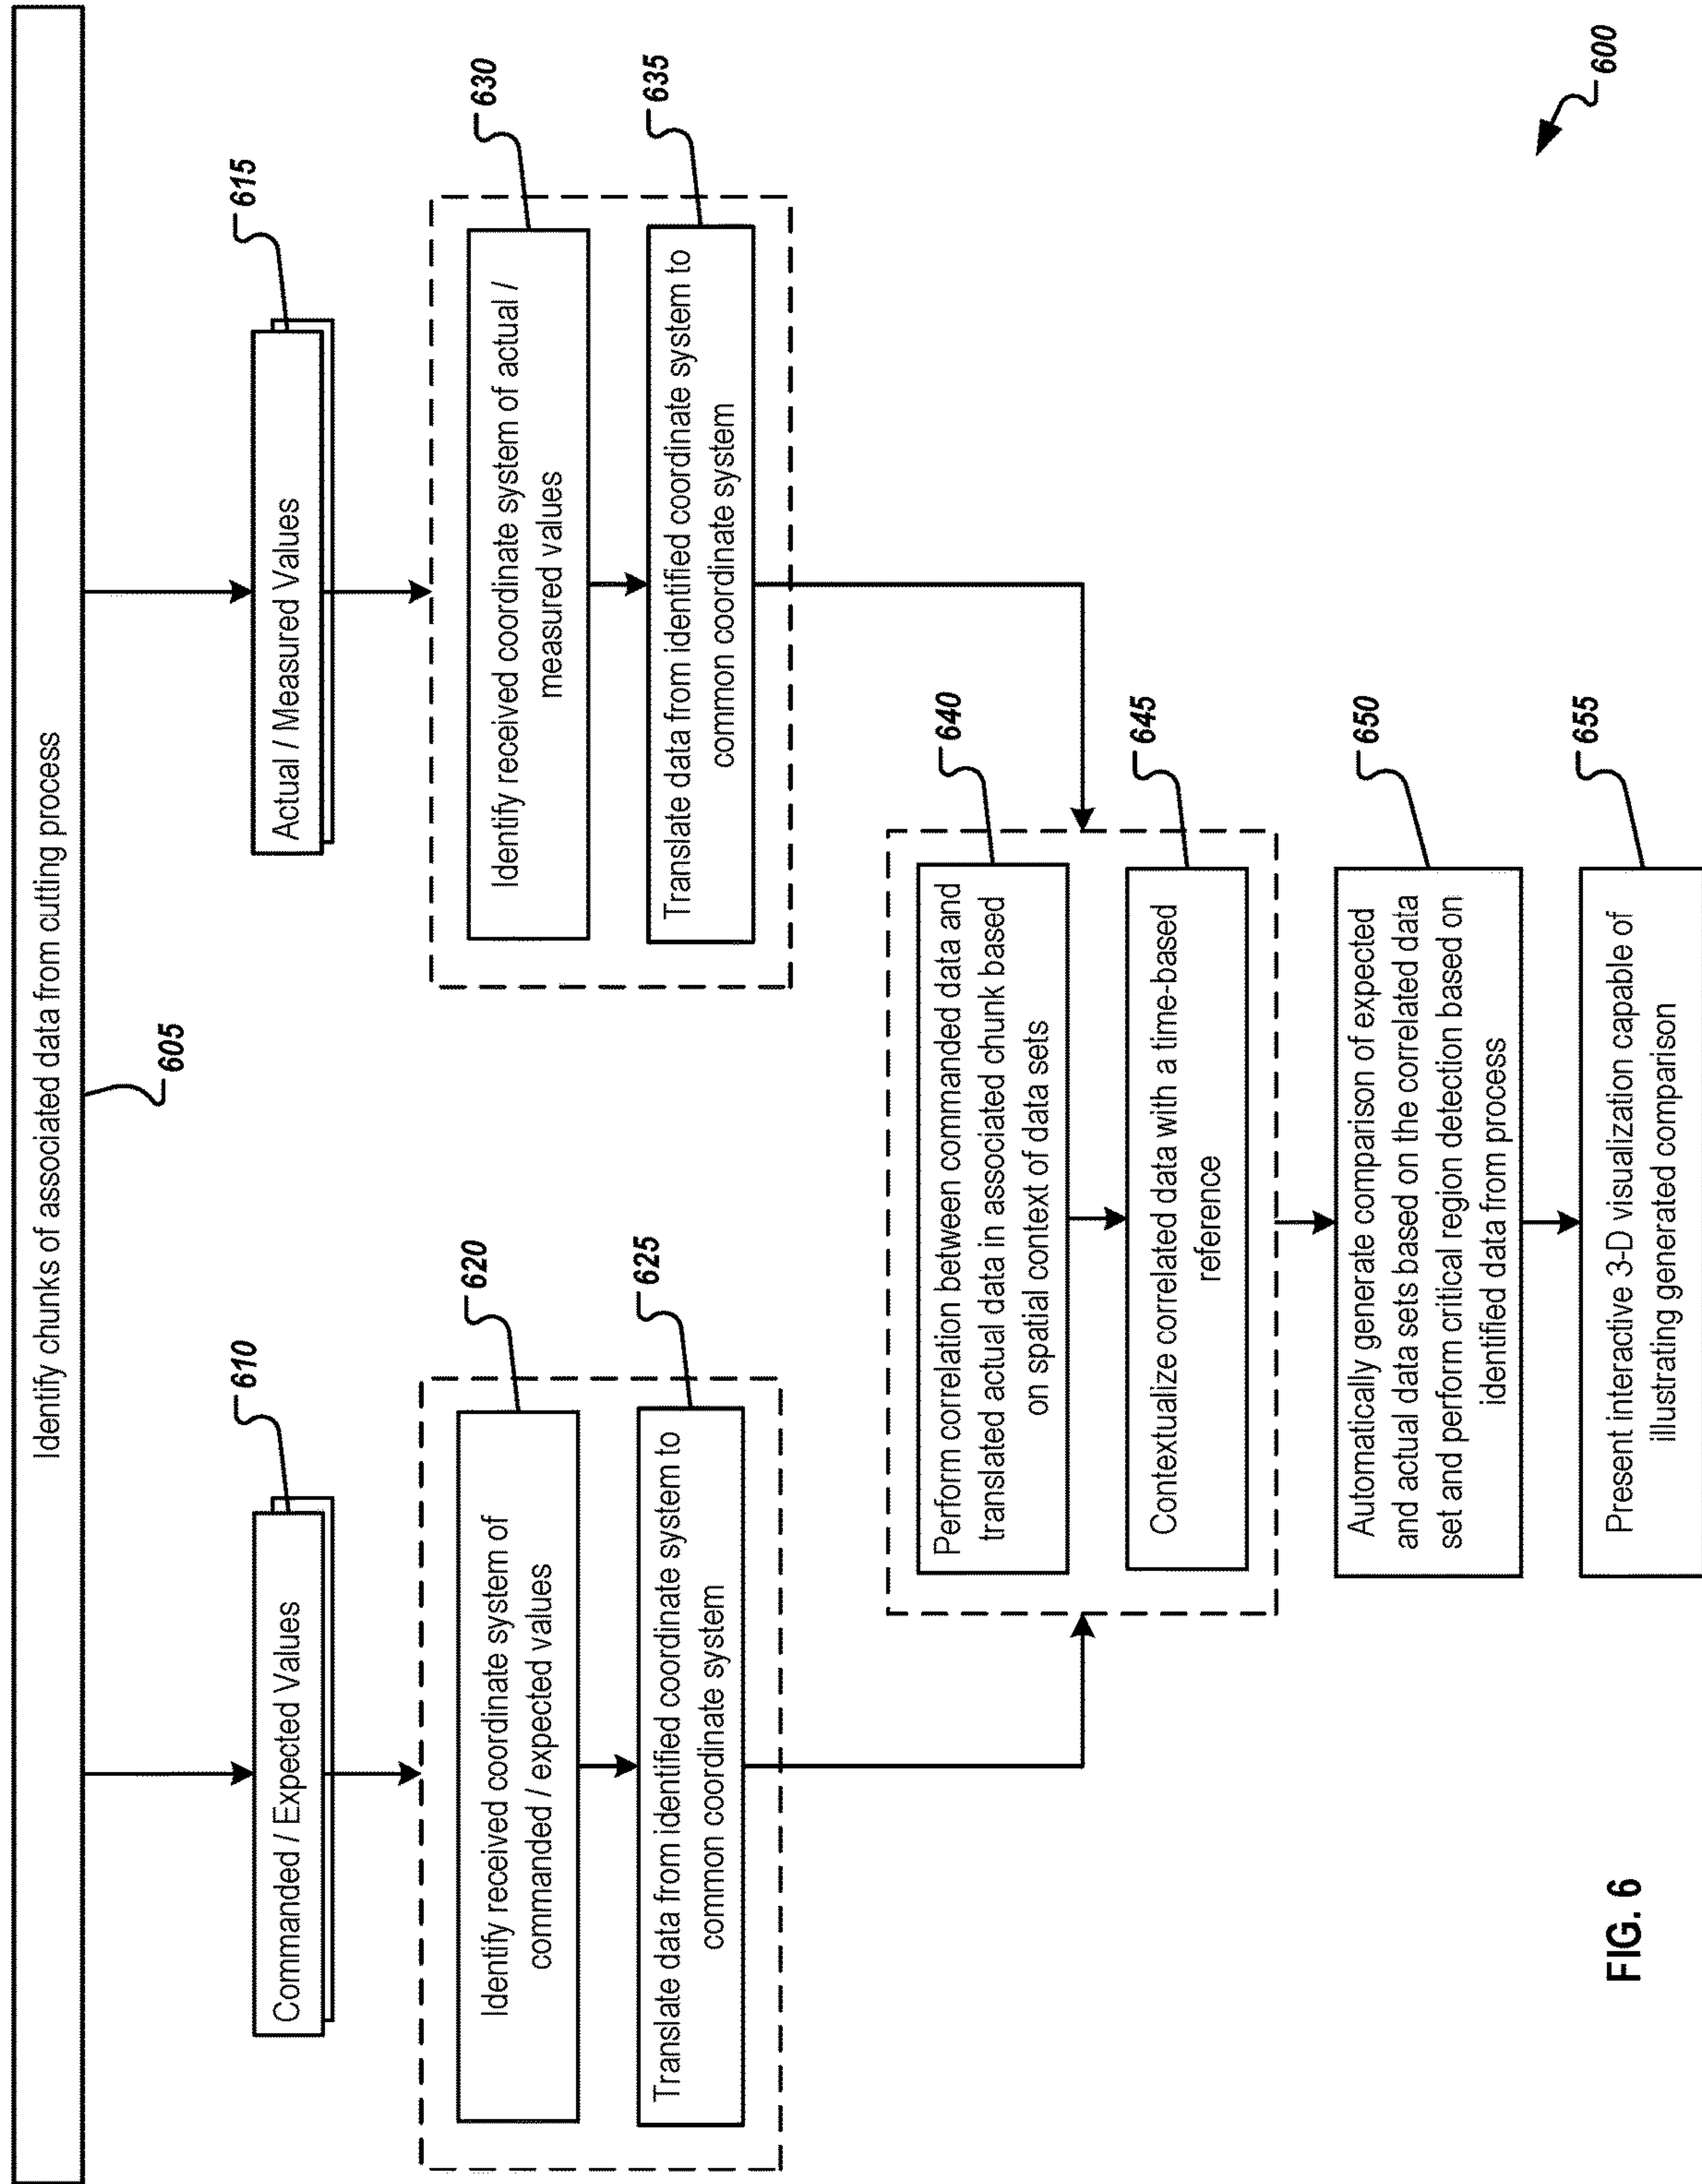 Identify chunks of associated data from cutting process
605
610
Commanded / Expected Values
615
Actual / Measured Values
620
Identify received coordinate system of
commanded / expected values
625
Translate data from identified coordinate system to
common coordinate system
630
Identify received coordinate system of actual /
measured values
635
Translate data from identified coordinate system to
common coordinate system
640
Perform correlation between commanded data and
translated actual data in associated chunk based
on spatial context of data sets
645
Contextualize correlated data with a time-based
reference
650
Automatically generate comparison of expected
and actual data sets based on the correlated data
set and perform critical region detection based on
identified data from process
655
Present interactive 3-D visualization capable of
illustrating generated comparison
600
FIG. 6